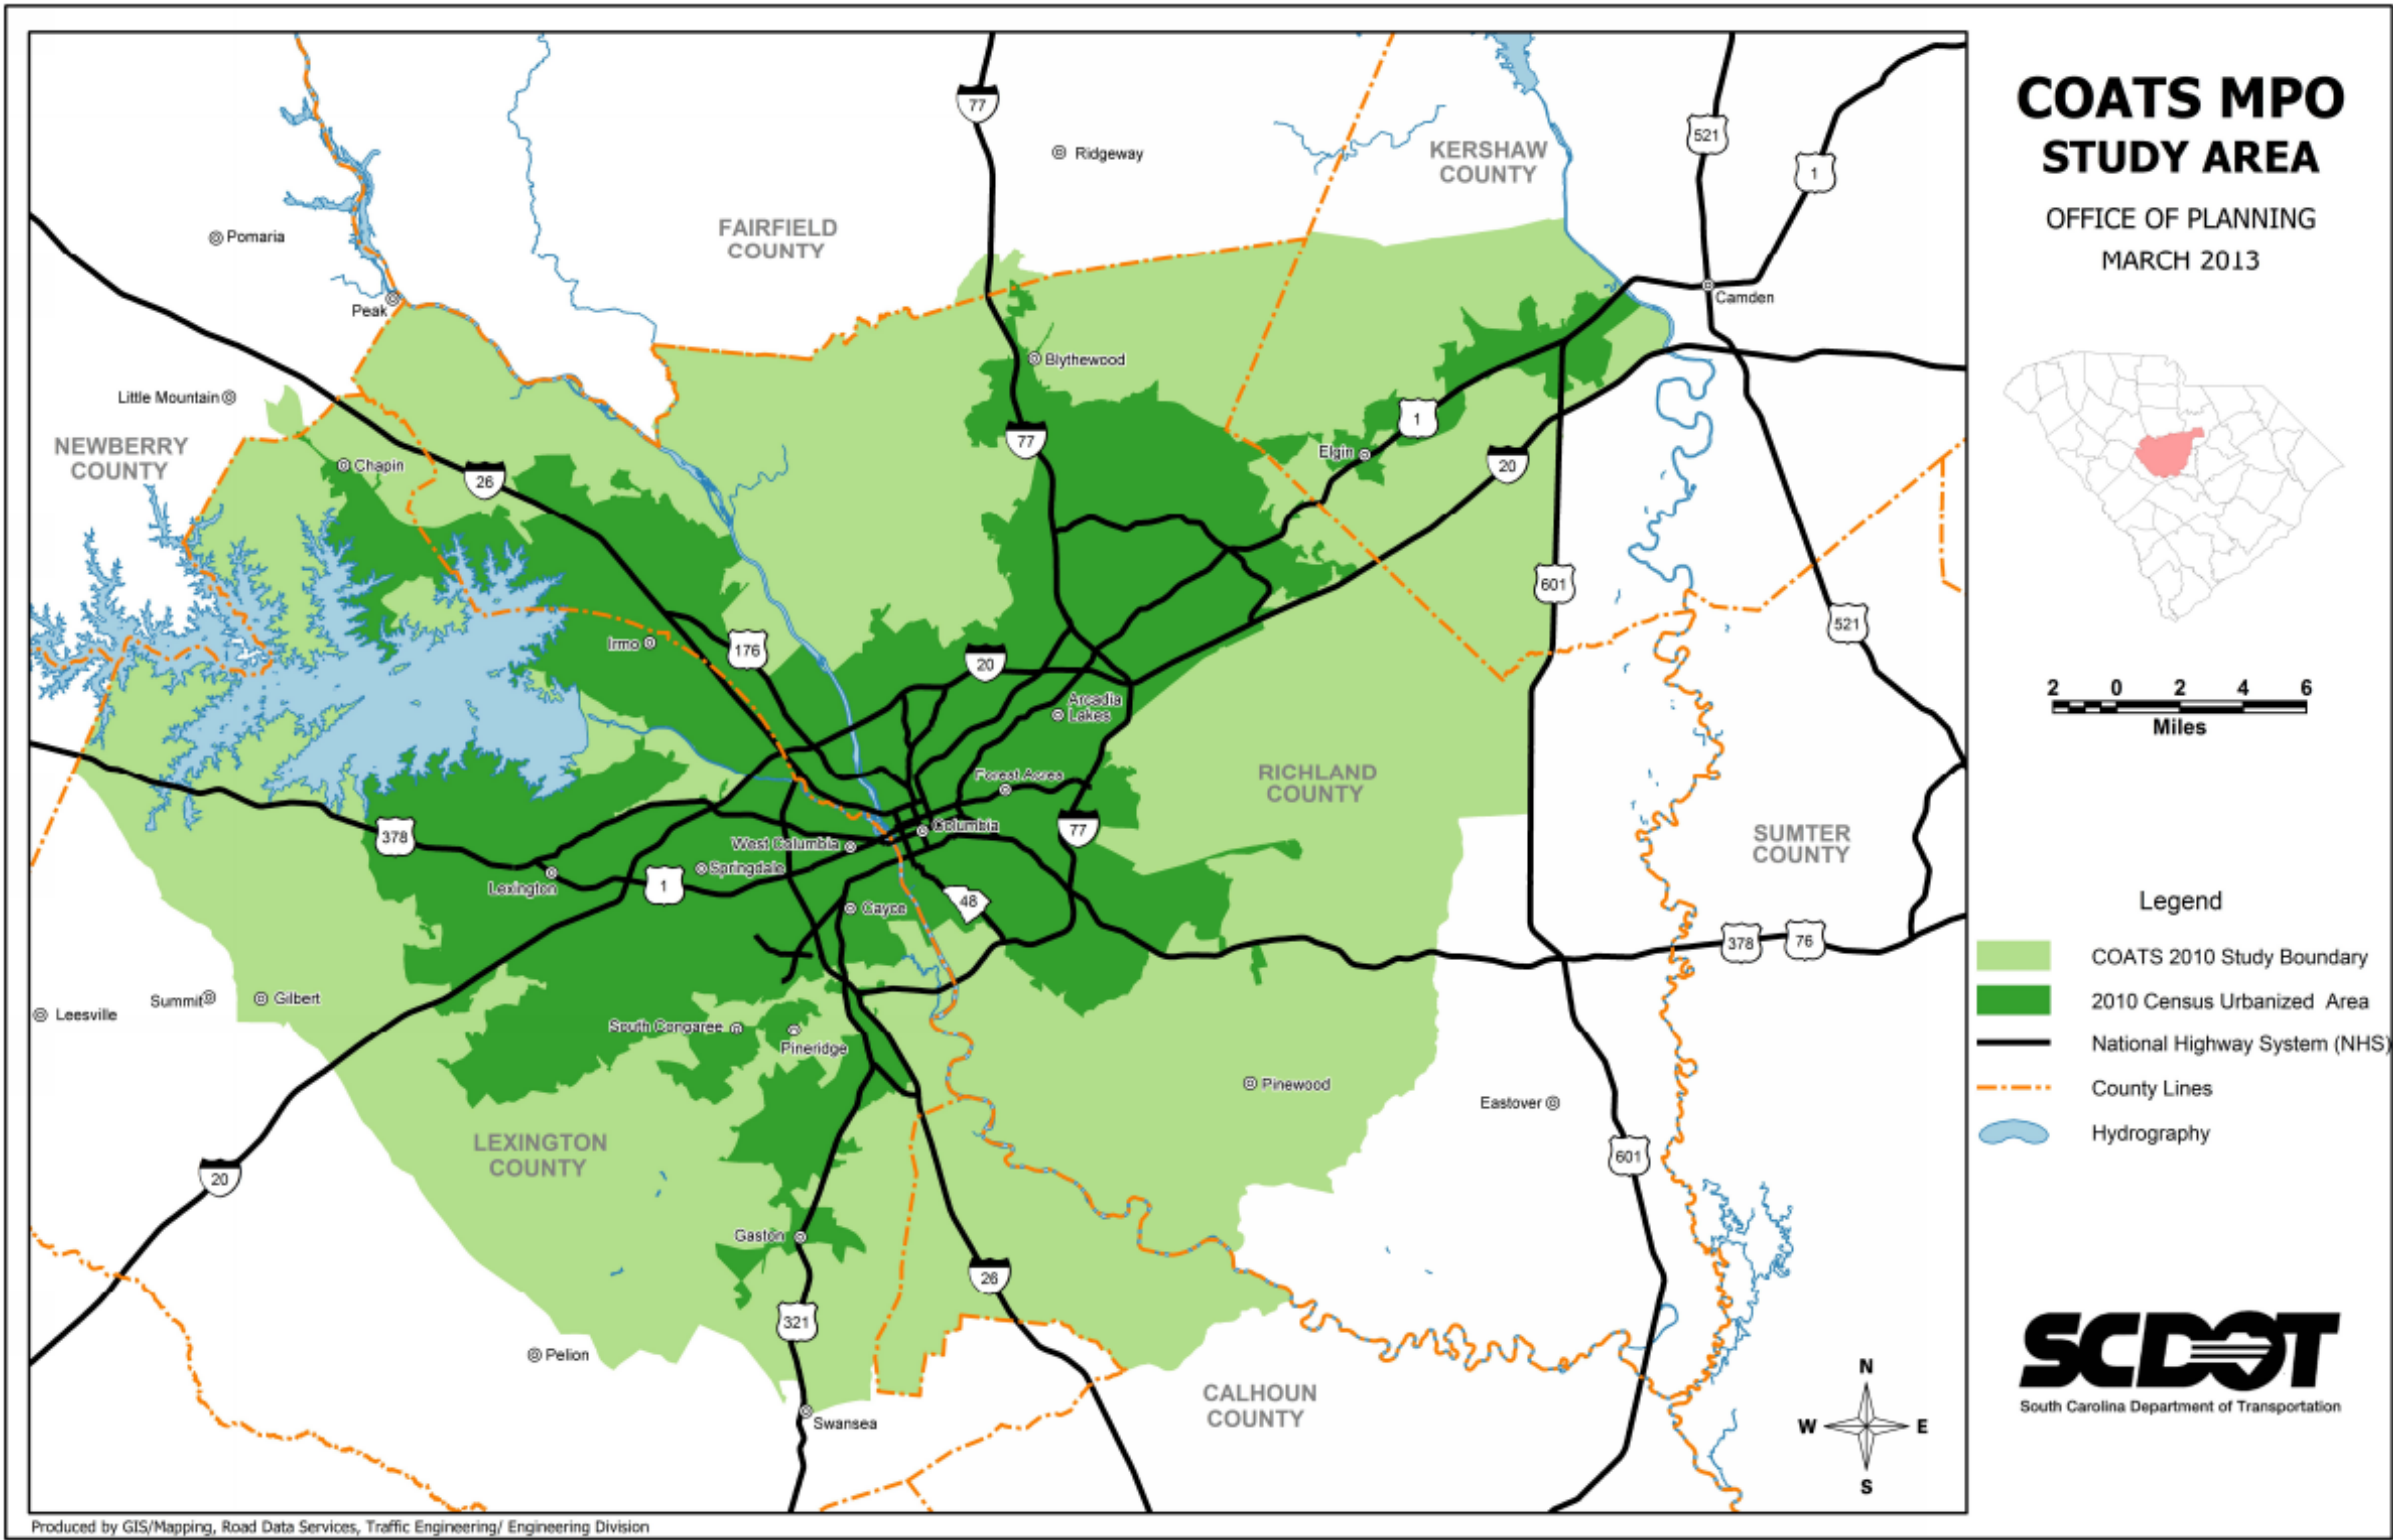 COATS MPO
STUDY AREA
OFFICE OF PLANNING
MARCH 2013
77
Ridgeway
KERSHAW
COUNTY
521
1
FAIRFIELD
COUNTY
Pomaria
Peak
Camden
Blythewood
Little Mountain
NEWBERRY
COUNTY
Chapin
26
77
1
Elgin
20
601
521
Irmo
176
20
Arcadia
Lakes
2 0 2 4 6
Miles
RICHLAND
COUNTY
Forest Acres
378
West Columbia
Columbia
77
SUMTER
COUNTY
Springdale
Lexington
1
Cayce
48
378
76
Legend
COATS 2010 Study Boundary
2010 Census Urbanized Area
National Highway System (NHS)
County Lines
Hydrography
Leesville
Summit
Gilbert
South Congaree
Pineridge
Pinewood
Eastover
LEXINGTON
COUNTY
20
601
Gaston
26
321
Pelion
CALHOUN
COUNTY
Swansea
N
W E
S
SCDOT
South Carolina Department of Transportation
Produced by GIS/Mapping, Road Data Services, Traffic Engineering/ Engineering Division